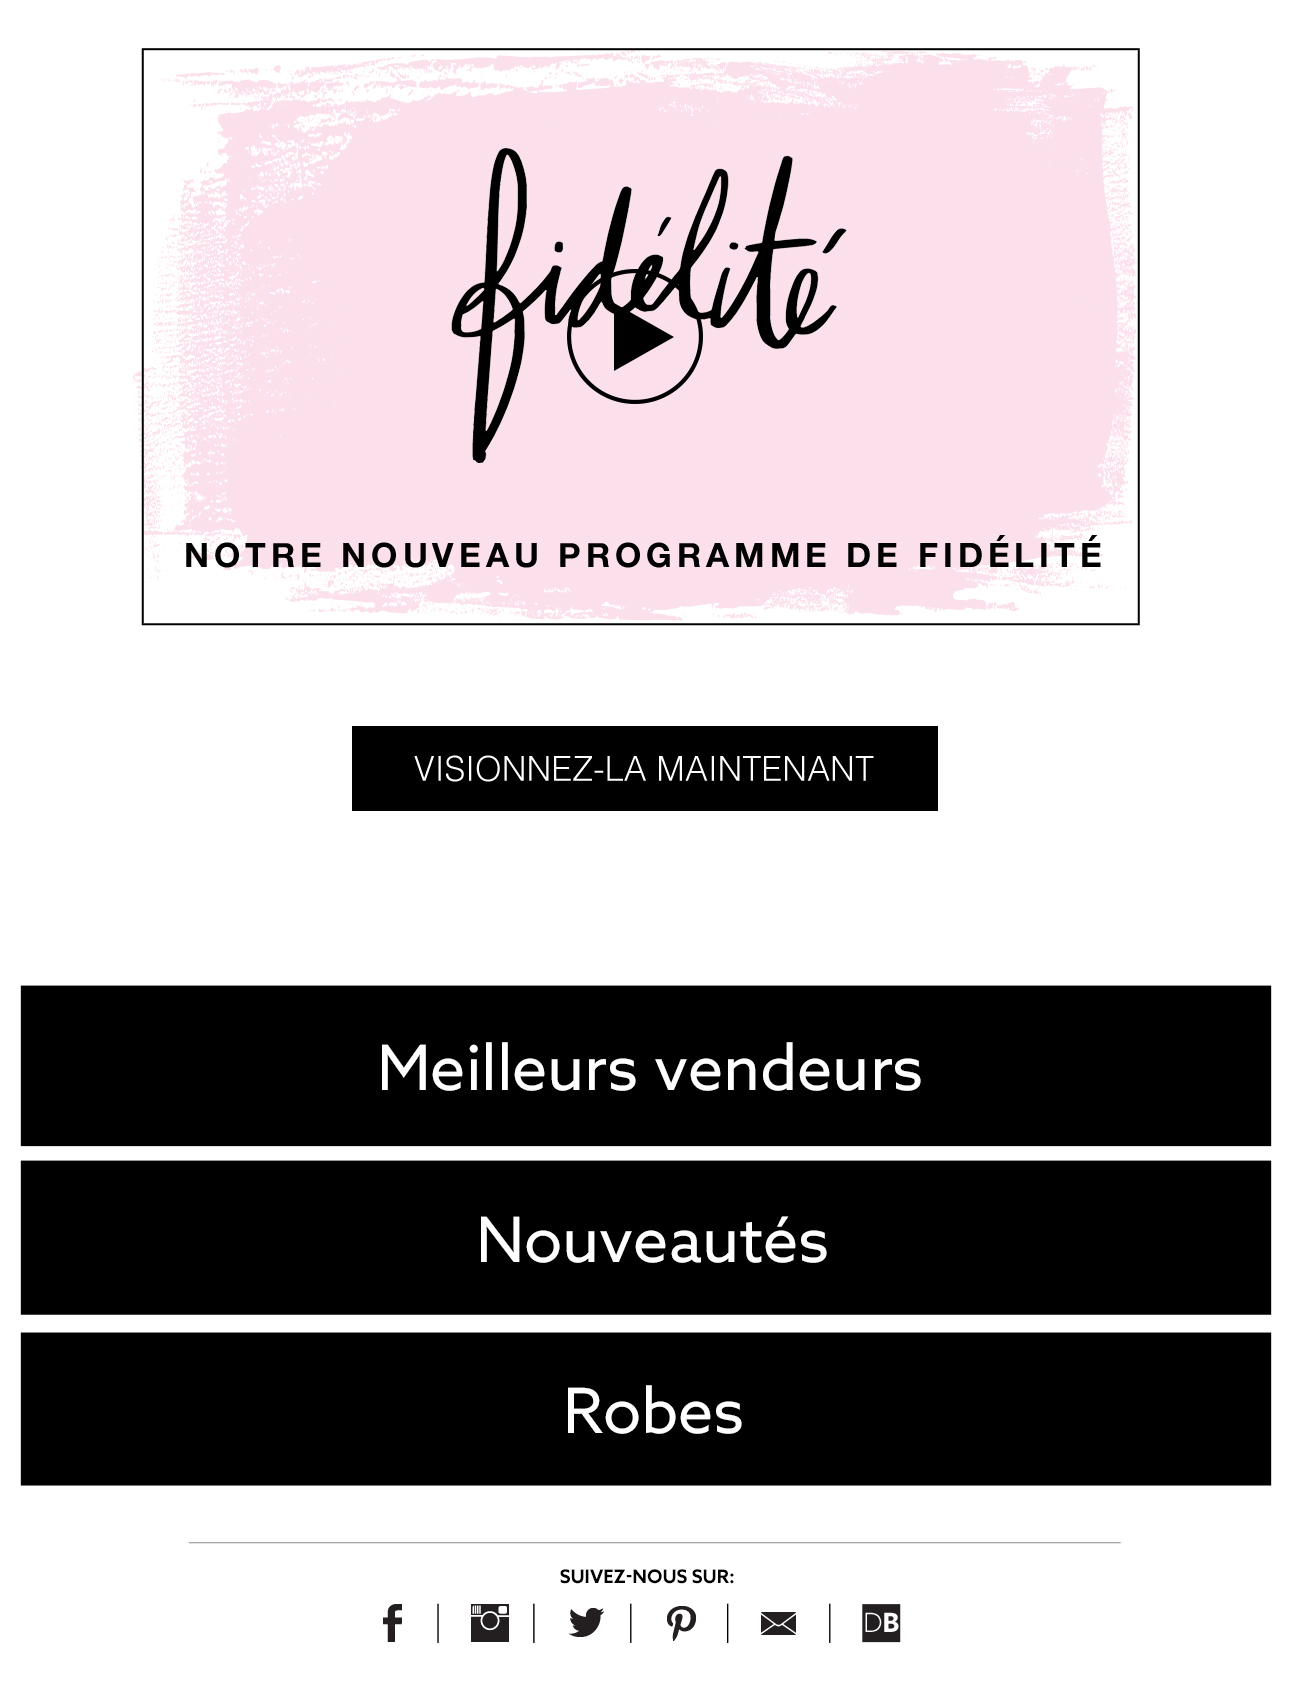 fidélité
NOTRE NOUVEAU PROGRAMME DE FIDÉLITÉ
VISIONNEZ-LA MAINTENANT
Meilleurs vendeurs
Nouveautés
Robes
SUIVEZ-NOUS SUR:
DB